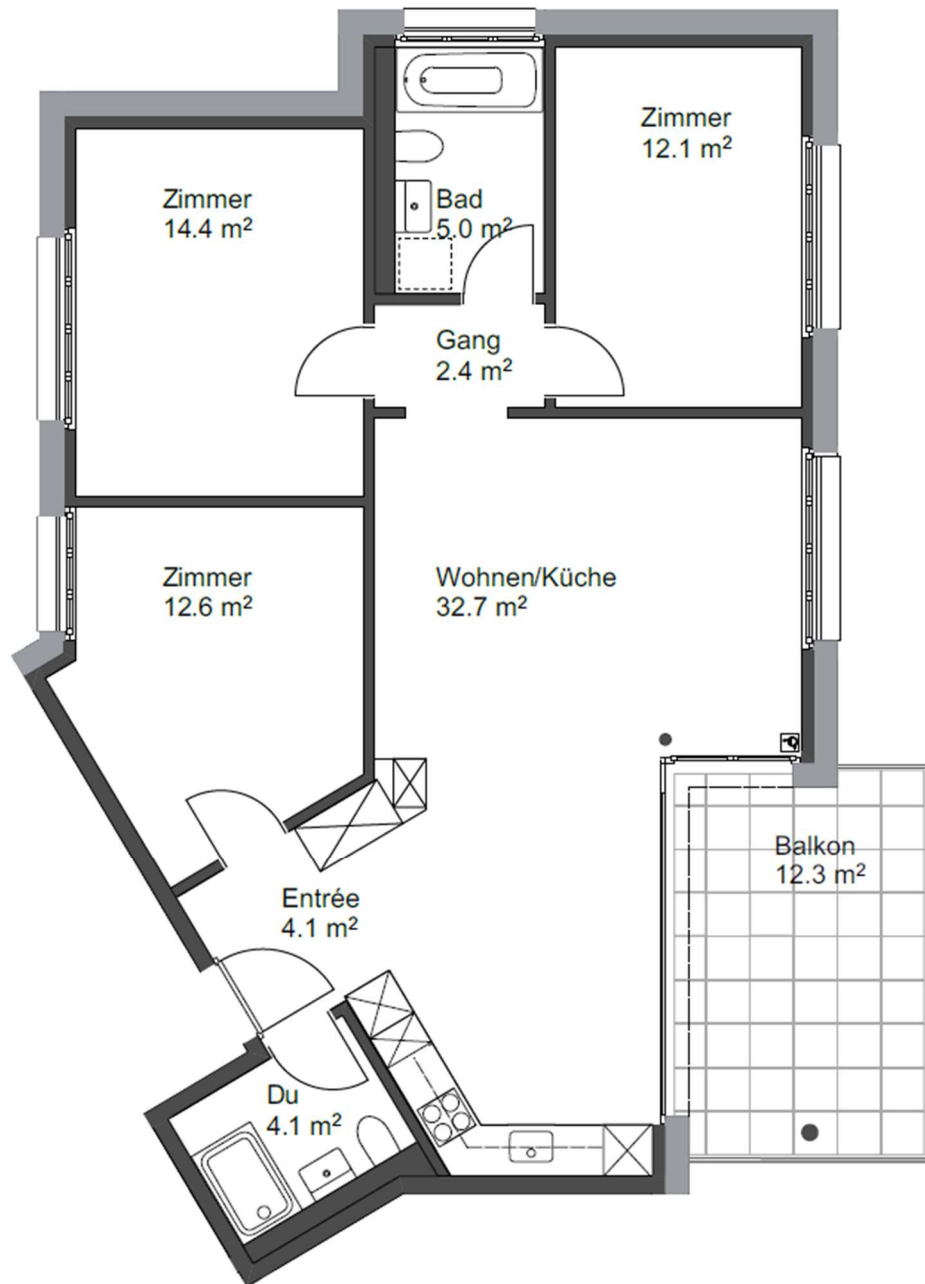 Zimmer
12.1 m²
Zimmer
14.4 m²
Bad
5.0 m²
Gang
2.4 m²
Zimmer
12.6 m²
Wohnen/Küche
32.7 m²
Balkon
12.3 m²
Entrée
4.1 m²
Du
4.1 m²